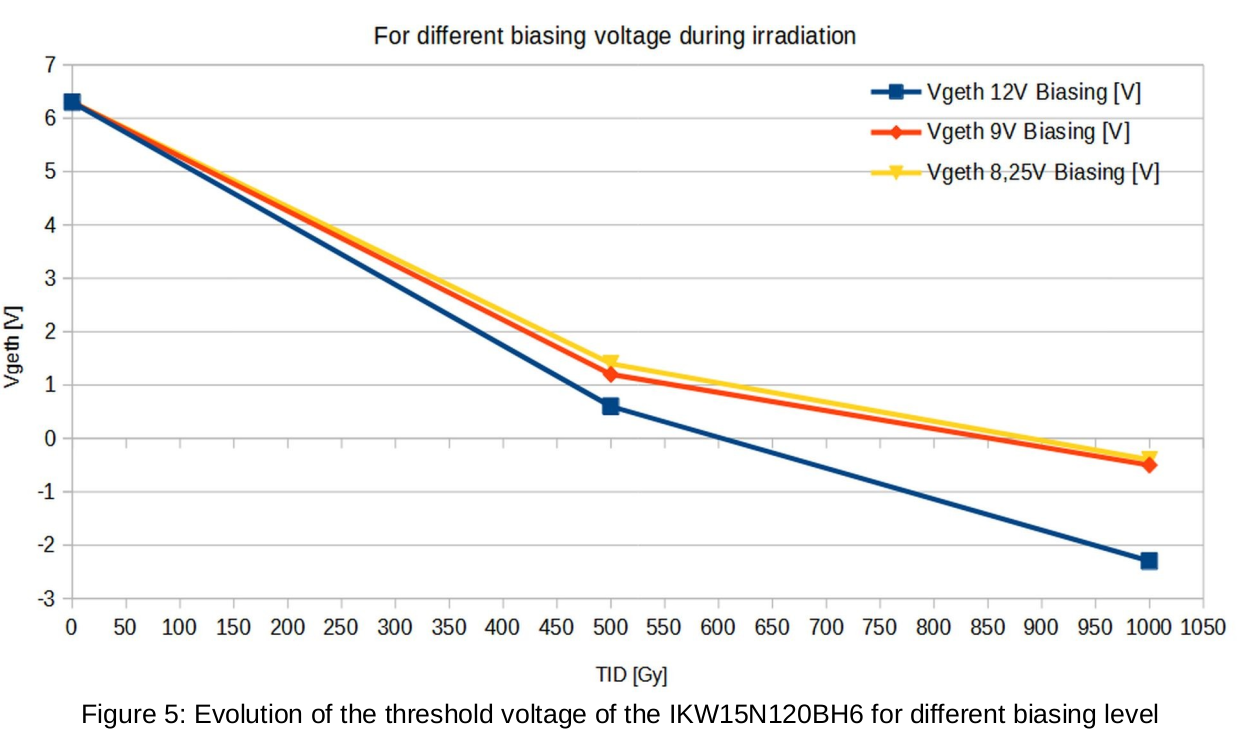 For different biasing voltage during irradiation
7
6
5
4
3
2
1
0
-1
-2
-3
Vgeth [V]
Vgeth 12V Biasing [V]
Vgeth 9V Biasing [V]
Vgeth 8,25V Biasing [V]
0 50 100 150 200 250 300 350 400 450 500 550 600 650 700 750 800 850 900 950 1000 1050
TID [Gy]
Figure 5: Evolution of the threshold voltage of the IKW15N120BH6 for different biasing level